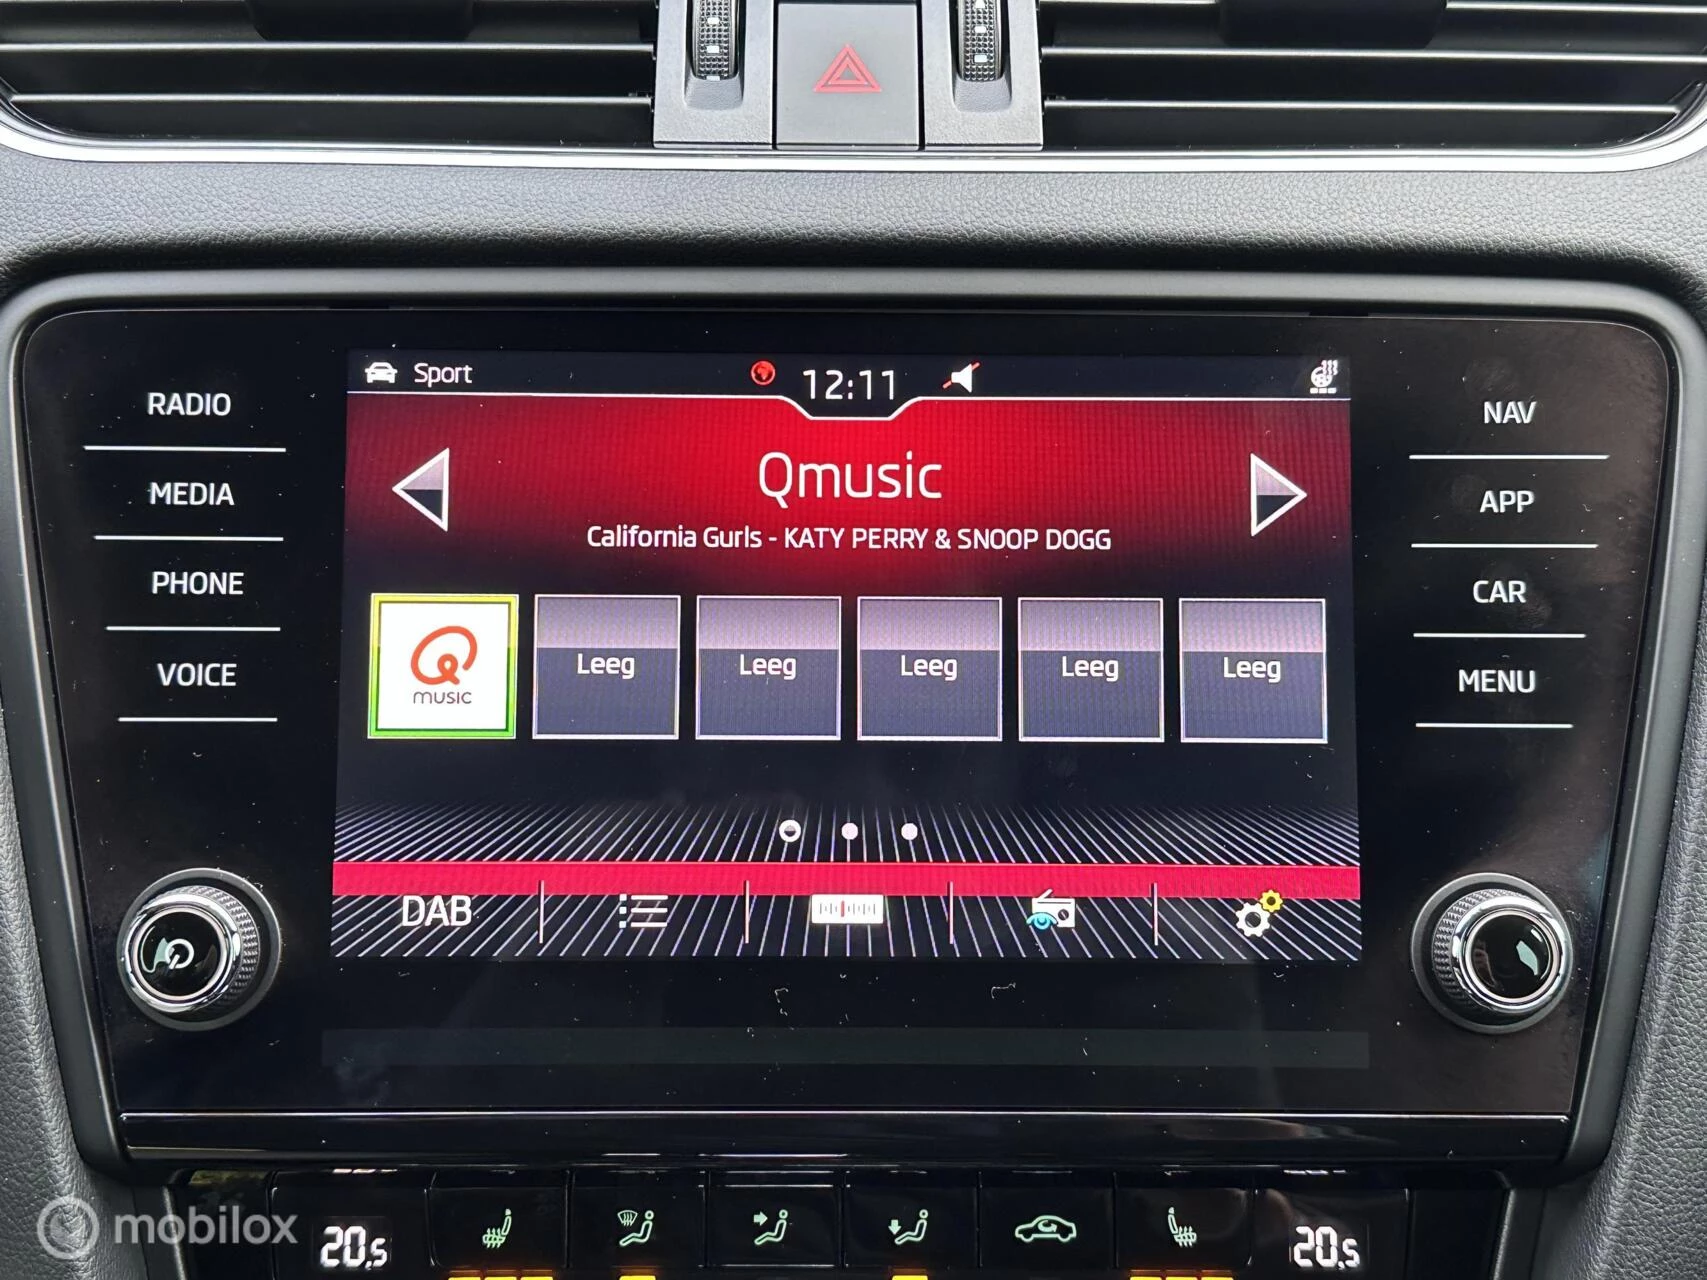 Sport
12:11
RADIO
MEDIA
PHONE
VOICE
NAV
APP
CAR
MENU
Qmusic
California Gurls - KATY PERRY & SNOOP DOGG
MUSIC
Leeg
Leeg
Leeg
Leeg
Leeg
DAB
20,5
20,5
mobilox